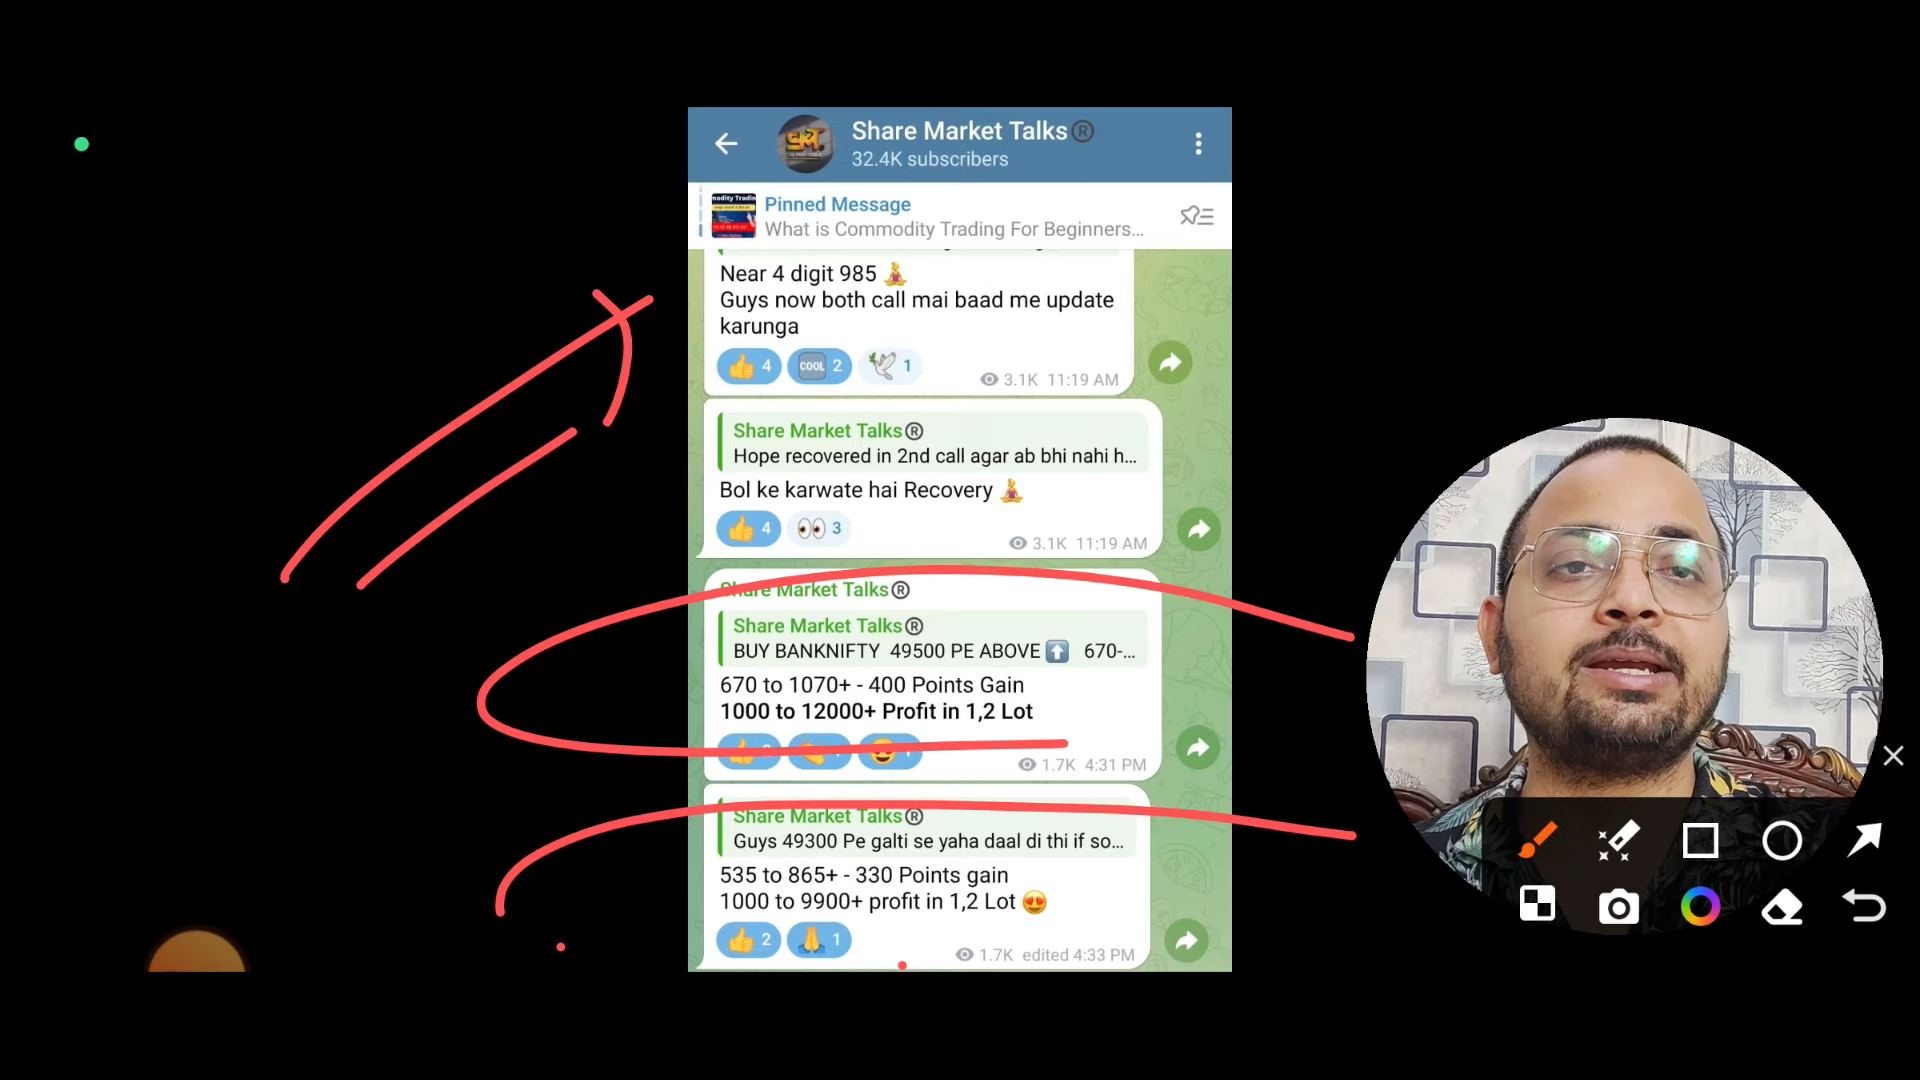 Share Market Talks®
32.4K subscribers
Pinned Message
What is Commodity Trading For Beginners...
Near 4 digit 985 🧘
Guys now both call mai baad me update
karunga
👍 4 COOL 2 🕊️ 1
3.1K 11:19 AM
Share Market Talks®
Hope recovered in 2nd call agar ab bhi nahi h...
Bol ke karwate hai Recovery 🧘
👍 4 👀 3
3.1K 11:19 AM
Share Market Talks®
Share Market Talks®
BUY BANKNIFTY 49500 PE ABOVE ⬆️ 670-...
670 to 1070+ - 400 Points Gain
1000 to 12000+ Profit in 1,2 Lot
1.7K 4:31 PM
Share Market Talks®
Guys 49300 Pe galti se yaha daal di thi if so...
535 to 865+ - 330 Points gain
1000 to 9900+ profit in 1,2 Lot 😍
👍 2 🙏 1
1.7K edited 4:33 PM